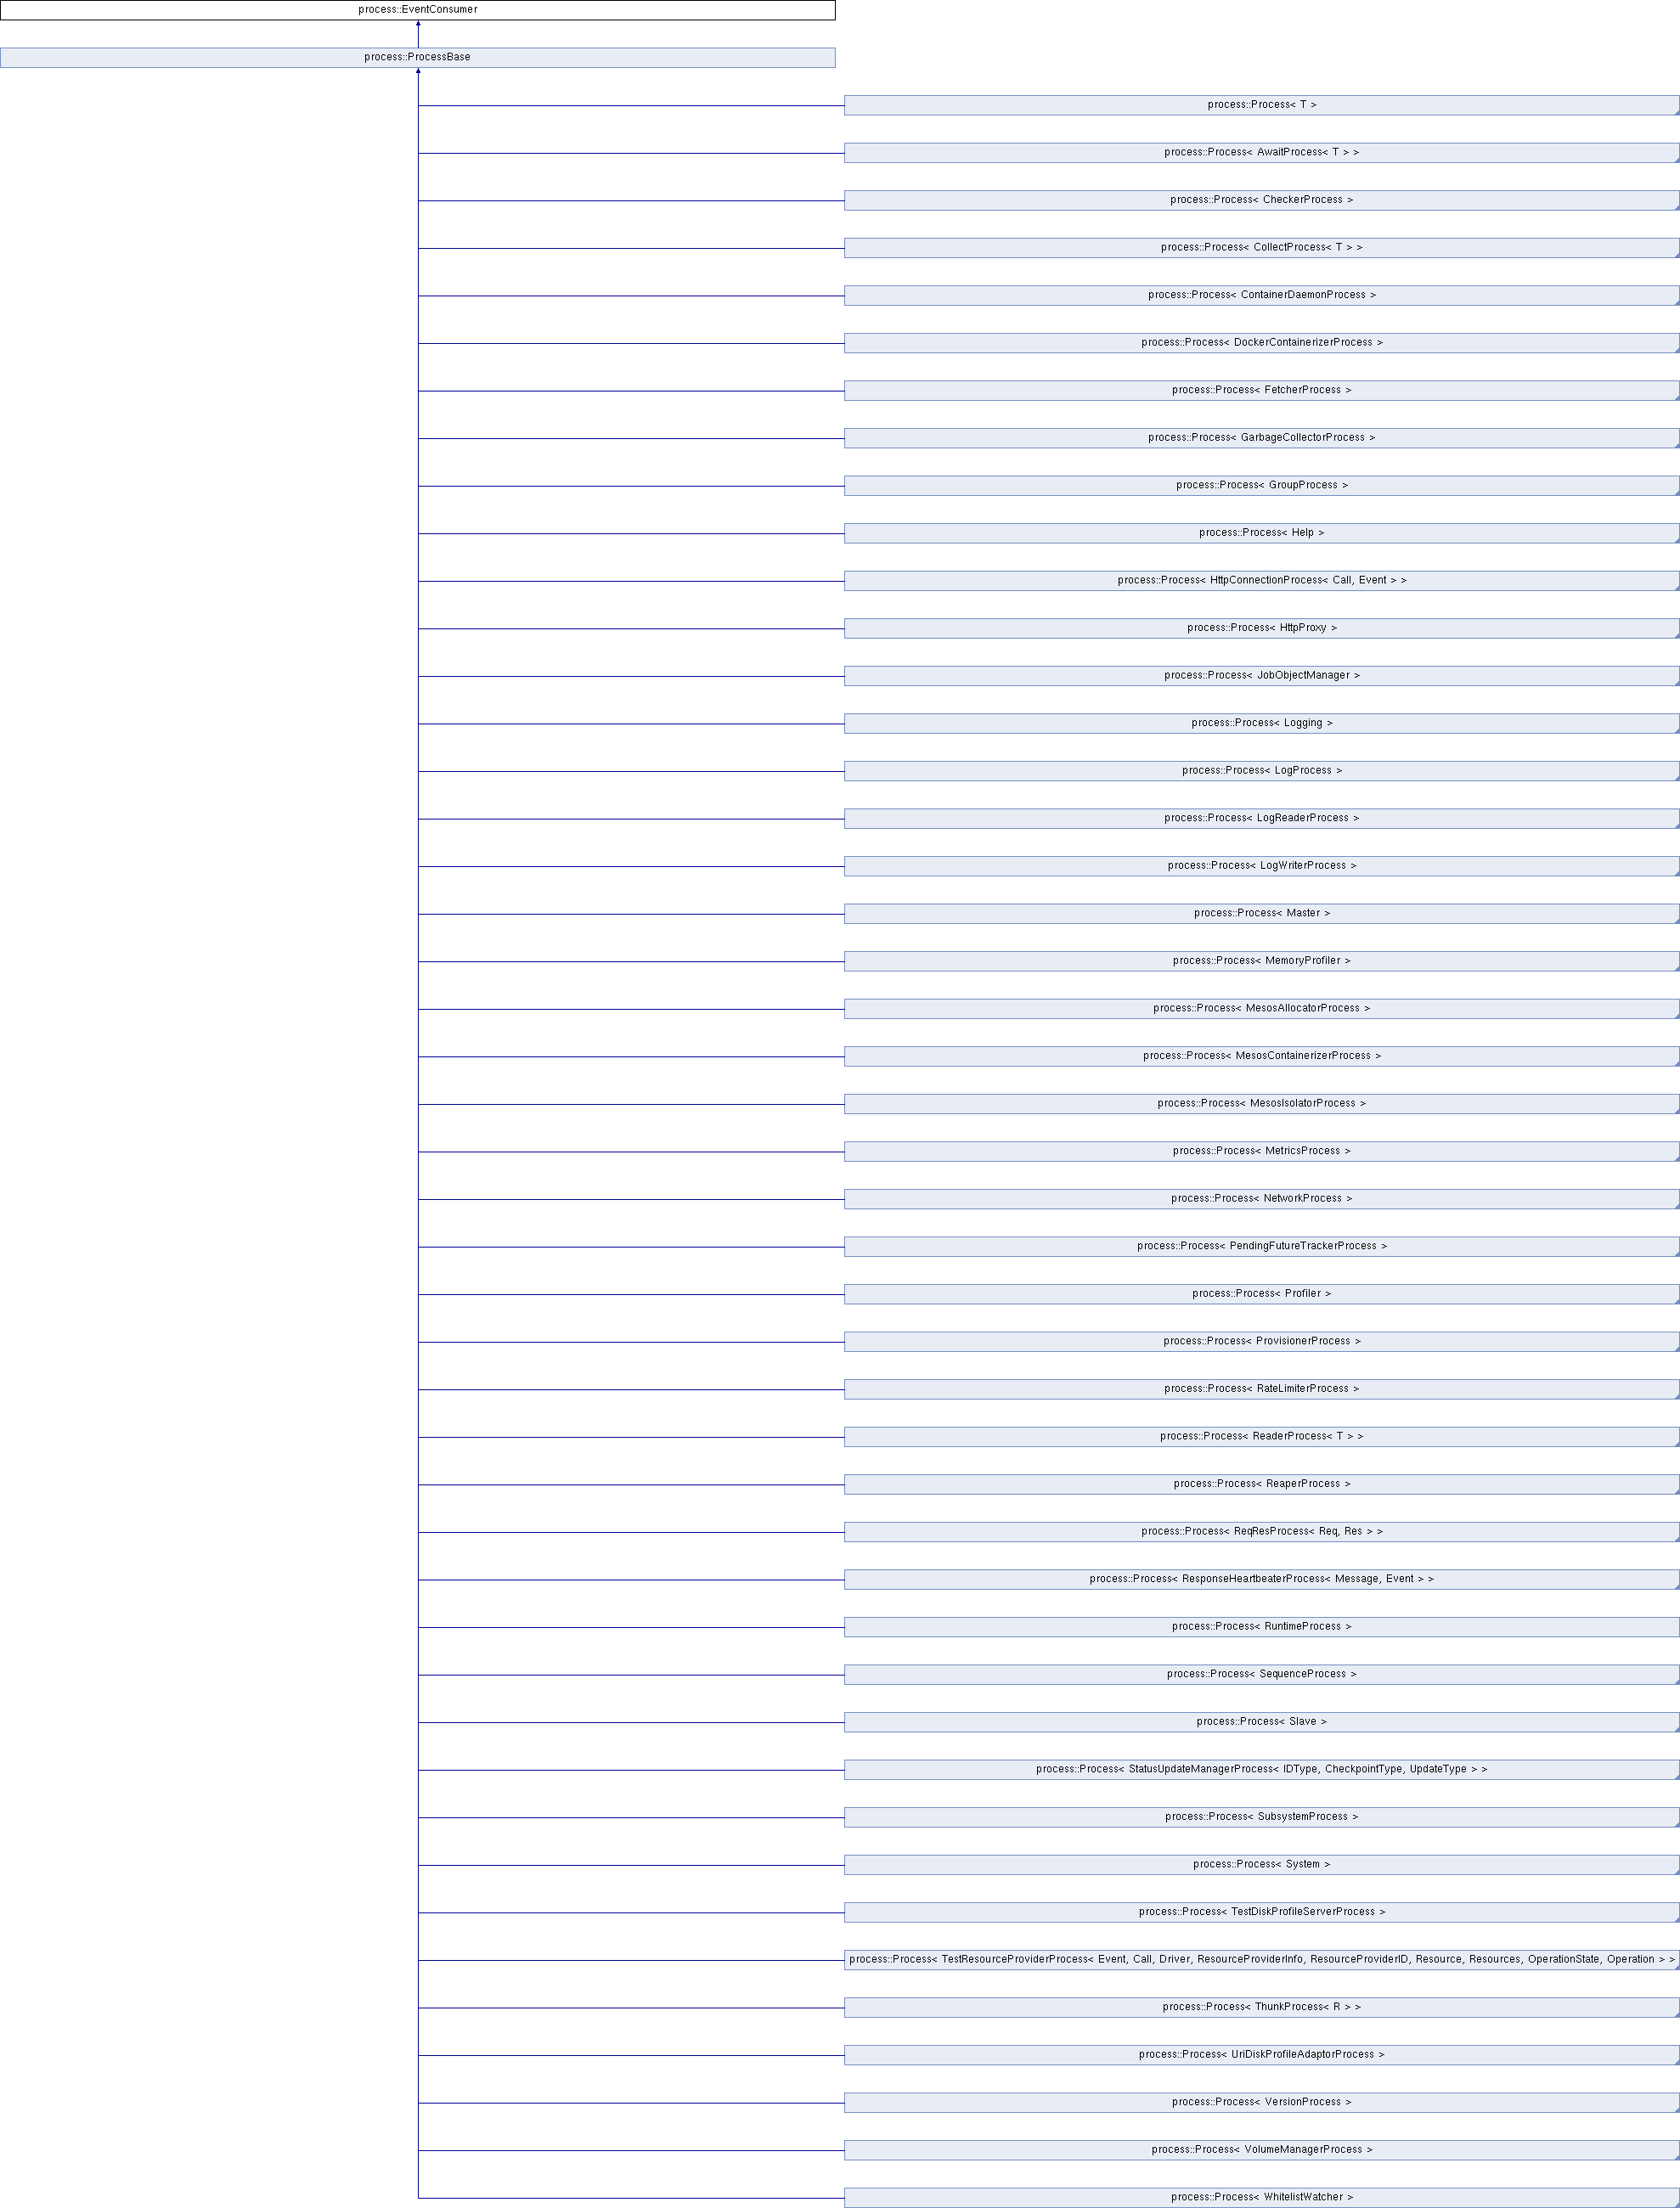 process::EventConsumer
process::ProcessBase
process::Process< T >
process::Process< AwaitProcess< T > >
process::Process< CheckerProcess >
process::Process< CollectProcess< T > >
process::Process< ContainerDaemonProcess >
process::Process< DockerContainerizerProcess >
process::Process< FetcherProcess >
process::Process< GarbageCollectorProcess >
process::Process< GroupProcess >
process::Process< Help >
process::Process< HttpConnectionProcess< Call, Event > >
process::Process< HttpProxy >
process::Process< JobObjectManager >
process::Process< Logging >
process::Process< LogProcess >
process::Process< LogReaderProcess >
process::Process< LogWriterProcess >
process::Process< Master >
process::Process< MemoryProfiler >
process::Process< MesosAllocatorProcess >
process::Process< MesosContainerizerProcess >
process::Process< MesosIsolatorProcess >
process::Process< MetricsProcess >
process::Process< NetworkProcess >
process::Process< PendingFutureTrackerProcess >
process::Process< Profiler >
process::Process< ProvisionerProcess >
process::Process< RateLimiterProcess >
process::Process< ReaderProcess< T > >
process::Process< ReaperProcess >
process::Process< ReqResProcess< Req, Res > >
process::Process< ResponseHeartbeaterProcess< Message, Event > >
process::Process< RuntimeProcess >
process::Process< SequenceProcess >
process::Process< Slave >
process::Process< StatusUpdateManagerProcess< IDType, CheckpointType, UpdateType > >
process::Process< SubsystemProcess >
process::Process< System >
process::Process< TestDiskProfileServerProcess >
process::Process< TestResourceProviderProcess< Event, Call, Driver, ResourceProviderInfo, ResourceProviderID, Resource, Resources, OperationState, Operation > >
process::Process< ThunkProcess< R > >
process::Process< UriDiskProfileAdaptorProcess >
process::Process< VersionProcess >
process::Process< VolumeManagerProcess >
process::Process< WhitelistWatcher >